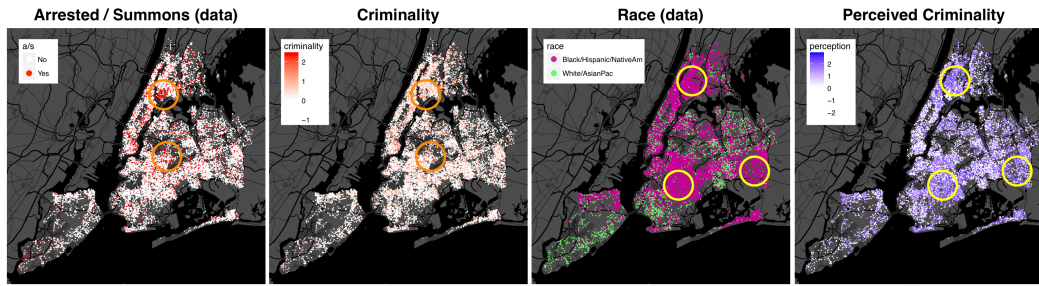 Arrested / Summons (data)
a/s
No
Yes
Criminality
criminality
2
1
0
−1
Race (data)
race
Black/Hispanic/NativeAm
White/AsianPac
Perceived Criminality
perception
2
1
0
−1
−2